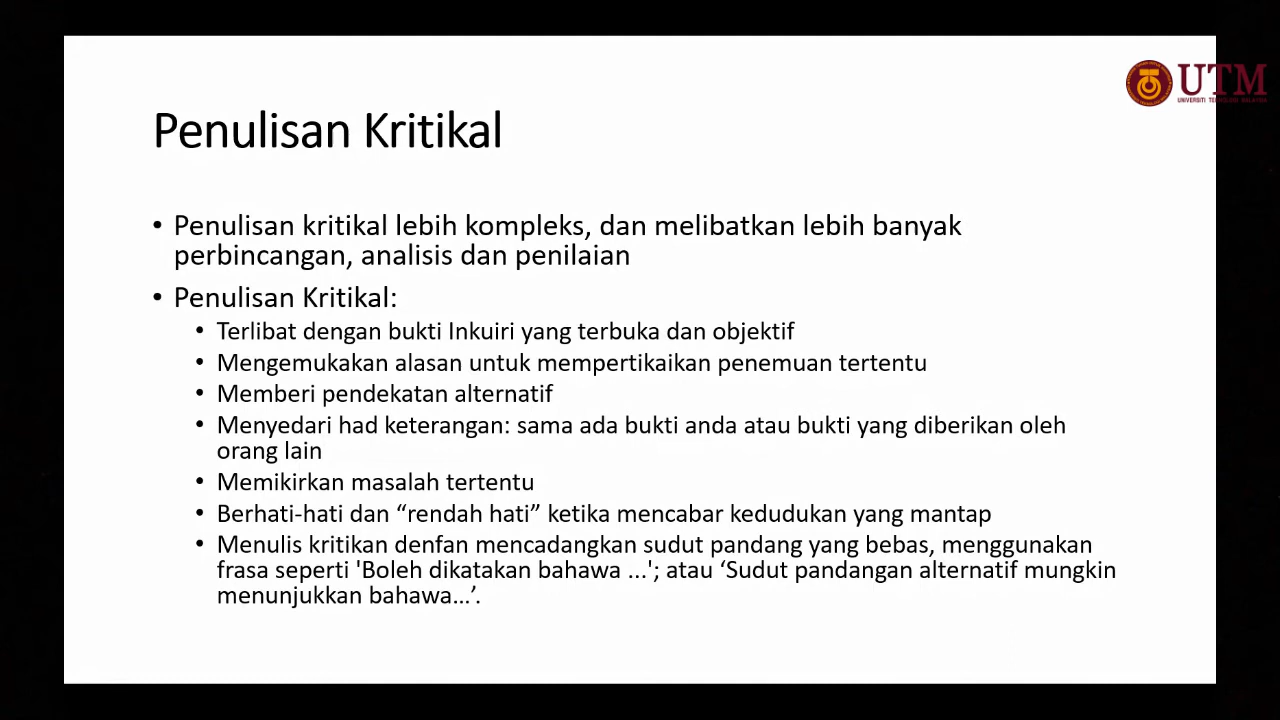 UTM
UNIVERSITI TEKNOLOGI MALAYSIA
Penulisan Kritikal
• Penulisan kritikal lebih kompleks, dan melibatkan lebih banyak
perbincangan, analisis dan penilaian
• Penulisan Kritikal:
• Terlibat dengan bukti Inkuiri yang terbuka dan objektif
• Mengemukakan alasan untuk mempertikaikan penemuan tertentu
• Memberi pendekatan alternatif
• Menyedari had keterangan: sama ada bukti anda atau bukti yang diberikan oleh
orang lain
• Memikirkan masalah tertentu
• Berhati-hati dan “rendah hati” ketika mencabar kedudukan yang mantap
• Menulis kritikan denfan mencadangkan sudut pandang yang bebas, menggunakan
frasa seperti 'Boleh dikatakan bahawa ...'; atau ‘Sudut pandangan alternatif mungkin
menunjukkan bahawa...’.